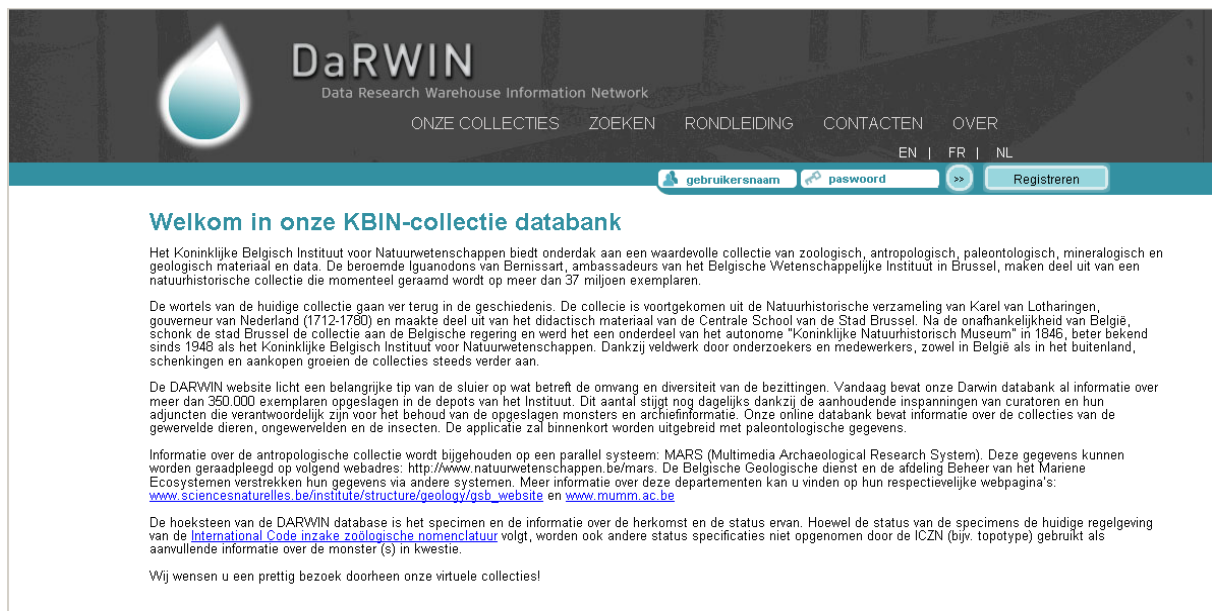 DaRWIN
Data Research Warehouse Information Network
ONZE COLLECTIES ZOEKEN RONDLEIDING CONTACTEN OVER
EN | FR | NL
gebruikersnaam paswoord >> Registreren
Welkom in onze KBIN-collectie databank
Het Koninklijke Belgisch Instituut voor Natuurwetenschappen biedt onderdak aan een waardevolle collectie van zoologisch, antropologisch, paleontologisch, mineralogisch en
geologisch materiaal en data. De beroemde Iguanodons van Bernissart, ambassadeurs van het Belgische Wetenschappelijke Instituut in Brussel, maken deel uit van een
natuurhistorische collectie die momenteel geraamd wordt op meer dan 37 miljoen exemplaren.
De wortels van de huidige collectie gaan ver terug in de geschiedenis. De collecie is voortgekomen uit de Natuurhistorische verzameling van Karel van Lotharingen,
gouverneur van Nederland (1712-1780) en maakte deel uit van het didactisch materiaal van de Centrale School van de Stad Brussel. Na de onafhankelijkheid van België,
schonk de stad Brussel de collectie aan de Belgische regering en werd het een onderdeel van het autonome "Koninklijke Natuurhistorisch Museum" in 1846, beter bekend
sinds 1948 als het Koninklijke Belgisch Instituut voor Natuurwetenschappen. Dankzij veldwerk door onderzoekers en medewerkers, zowel in België als in het buitenland,
schenkingen en aankopen groeien de collecties steeds verder aan.
De DARWIN website licht een belangrijke tip van de sluier op wat betreft de omvang en diversiteit van de bezittingen. Vandaag bevat onze Darwin databank al informatie over
meer dan 350.000 exemplaren opgeslagen in de depots van het Instituut. Dit aantal stijgt nog dagelijks dankzij de aanhoudende inspanningen van curatoren en hun
adjuncten die verantwoordelijk zijn voor het behoud van de opgeslagen monsters en archiefinformatie. Onze online databank bevat informatie over de collecties van de
gewervelde dieren, ongewervelden en de insecten. De applicatie zal binnenkort worden uitgebreid met paleontologische gegevens.
Informatie over de antropologische collectie wordt bijgehouden op een parallel systeem: MARS (Multimedia Archaeological Research System). Deze gegevens kunnen
worden geraadpleegd op volgend webadres: http://www.natuurwetenschappen.be/mars. De Belgische Geologische dienst en de afdeling Beheer van het Mariene
Ecosystemen verstrekken hun gegevens via andere systemen. Meer informatie over deze departementen kan u vinden op hun respectievelijke webpagina's:
www.sciencesnaturelles.be/institute/structure/geology/gsb_website en www.mumm.ac.be
De hoeksteen van de DARWIN database is het specimen en de informatie over de herkomst en de status ervan. Hoewel de status van de specimens de huidige regelgeving
van de International Code inzake zoölogische nomenclatuur volgt, worden ook andere status specificaties niet opgenomen door de ICZN (bijv. topotype) gebruikt als
aanvullende informatie over de monster (s) in kwestie.
Wij wensen u een prettig bezoek doorheen onze virtuele collecties!